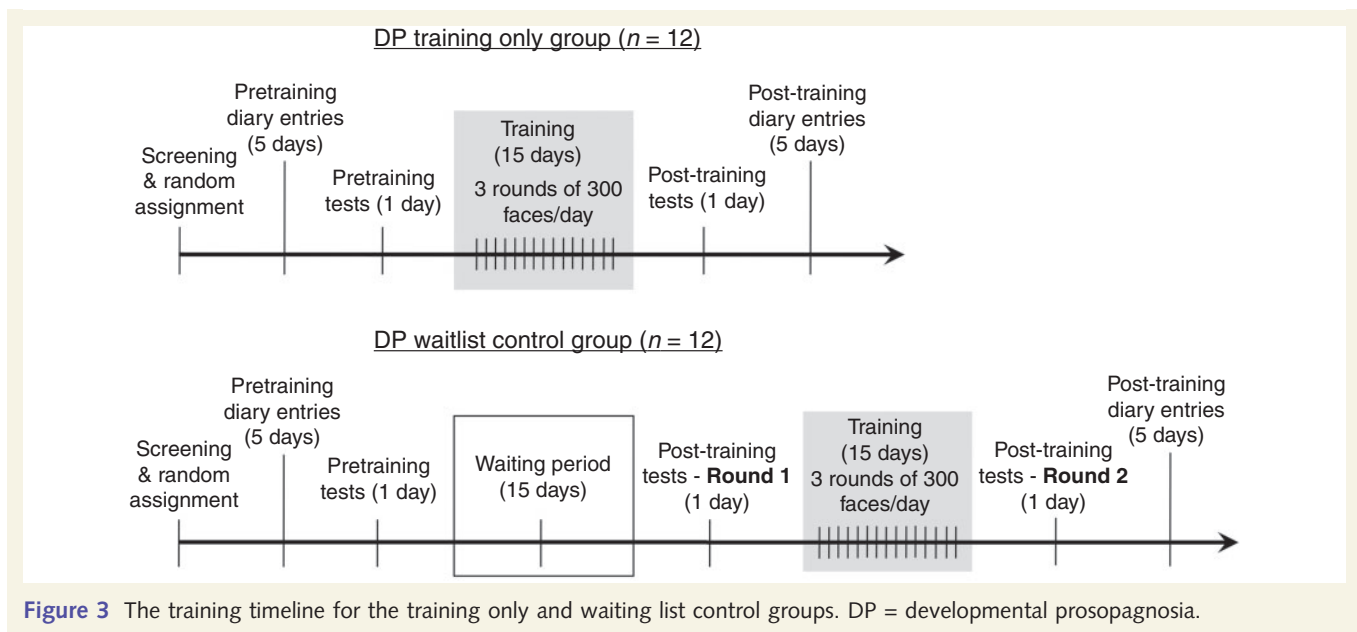 DP training only group (n = 12)
Screening
& random
assignment
Pretraining
diary entries
(5 days)
Pretraining
tests (1 day)
Training
(15 days)
3 rounds of 300
faces/day
Post-training
tests (1 day)
Post-training
diary entries
(5 days)
DP waitlist control group (n = 12)
Screening
& random
assignment
Pretraining
diary entries
(5 days)
Pretraining
tests (1 day)
Waiting period
(15 days)
Post-training
tests - Round 1
(1 day)
Training
(15 days)
3 rounds of 300
faces/day
Post-training
tests - Round 2
(1 day)
Post-training
diary entries
(5 days)
Figure 3 The training timeline for the training only and waiting list control groups. DP = developmental prosopagnosia.